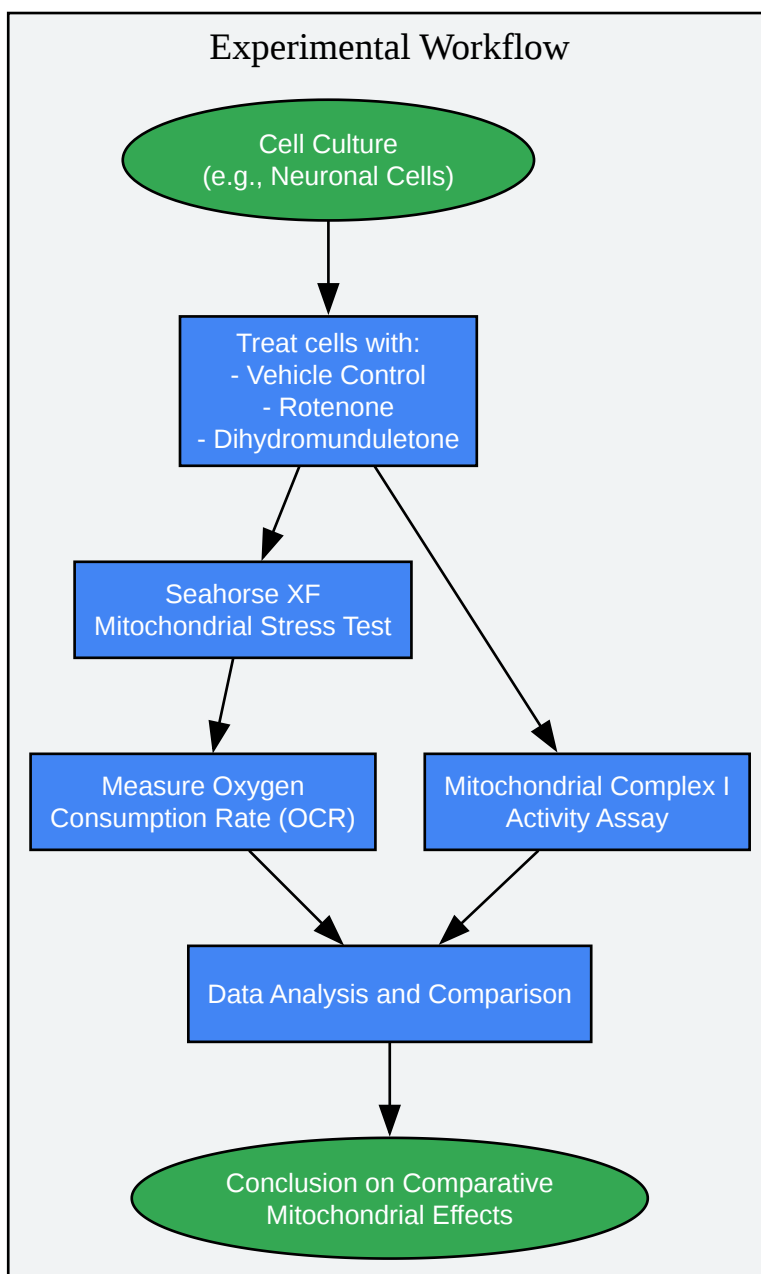 Experimental Workflow
Cell Culture
(e.g., Neuronal Cells)
Treat cells with:
- Vehicle Control
- Rotenone
- Dihydromunduletone
Seahorse XF
Mitochondrial Stress Test
Measure Oxygen
Consumption Rate (OCR)
Mitochondrial Complex I
Activity Assay
Data Analysis and Comparison
Conclusion on Comparative
Mitochondrial Effects